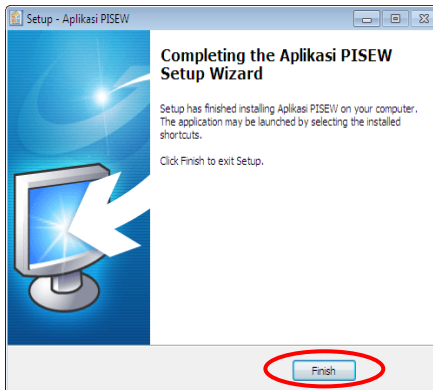 Setup - Aplikasi PISEW
Completing the Aplikasi PISEW
Setup Wizard
Setup has finished installing Aplikasi PISEW on your computer.
The application may be launched by selecting the installed
shortcuts.
Click Finish to exit Setup.
Finish